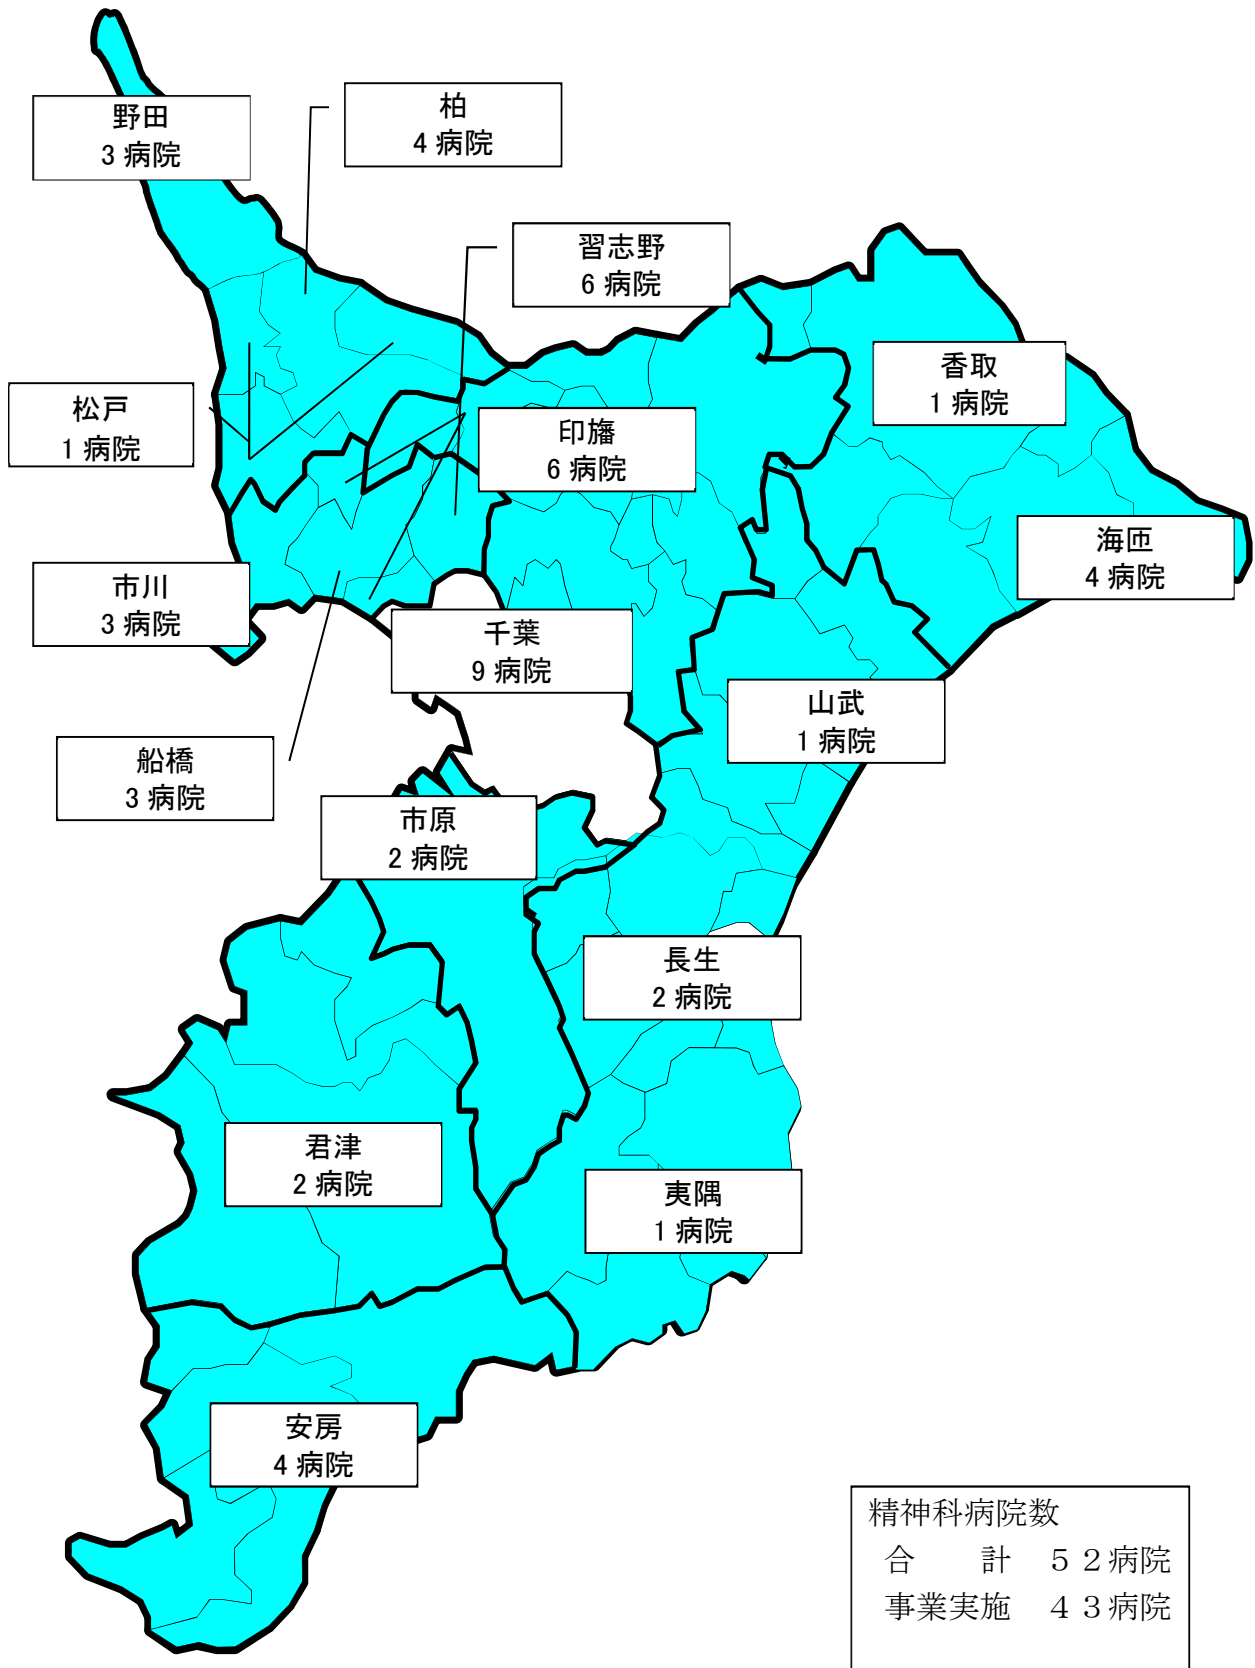 野田
3 病院
柏
4 病院
習志野
6 病院
香取
1 病院
松戸
1 病院
印旛
6 病院
海匝
4 病院
市川
3 病院
千葉
9 病院
山武
1 病院
船橋
3 病院
市原
2 病院
長生
2 病院
君津
2 病院
夷隅
1 病院
安房
4 病院
精神科病院数
合　　計　５２病院
事業実施　４３病院